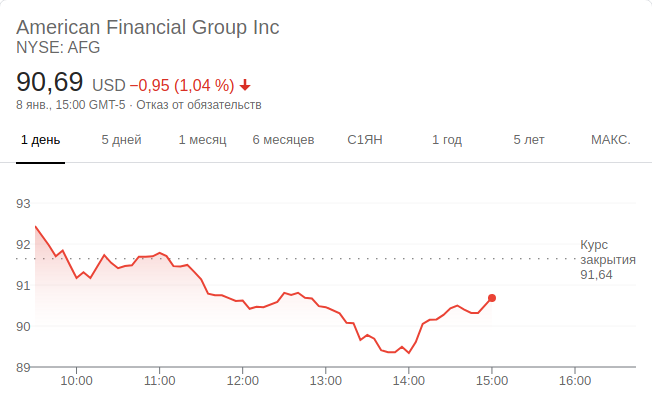 American Financial Group Inc
NYSE: AFG
90,69 USD −0,95 (1,04 %)
8 янв., 15:00 GMT-5 · Отказ от обязательств
1 день 5 дней 1 месяц 6 месяцев С1ЯН 1 год 5 лет МАКС.
93
92
Курс
закрытия
91,64
91
90
89
10:00 11:00 12:00 13:00 14:00 15:00 16:00